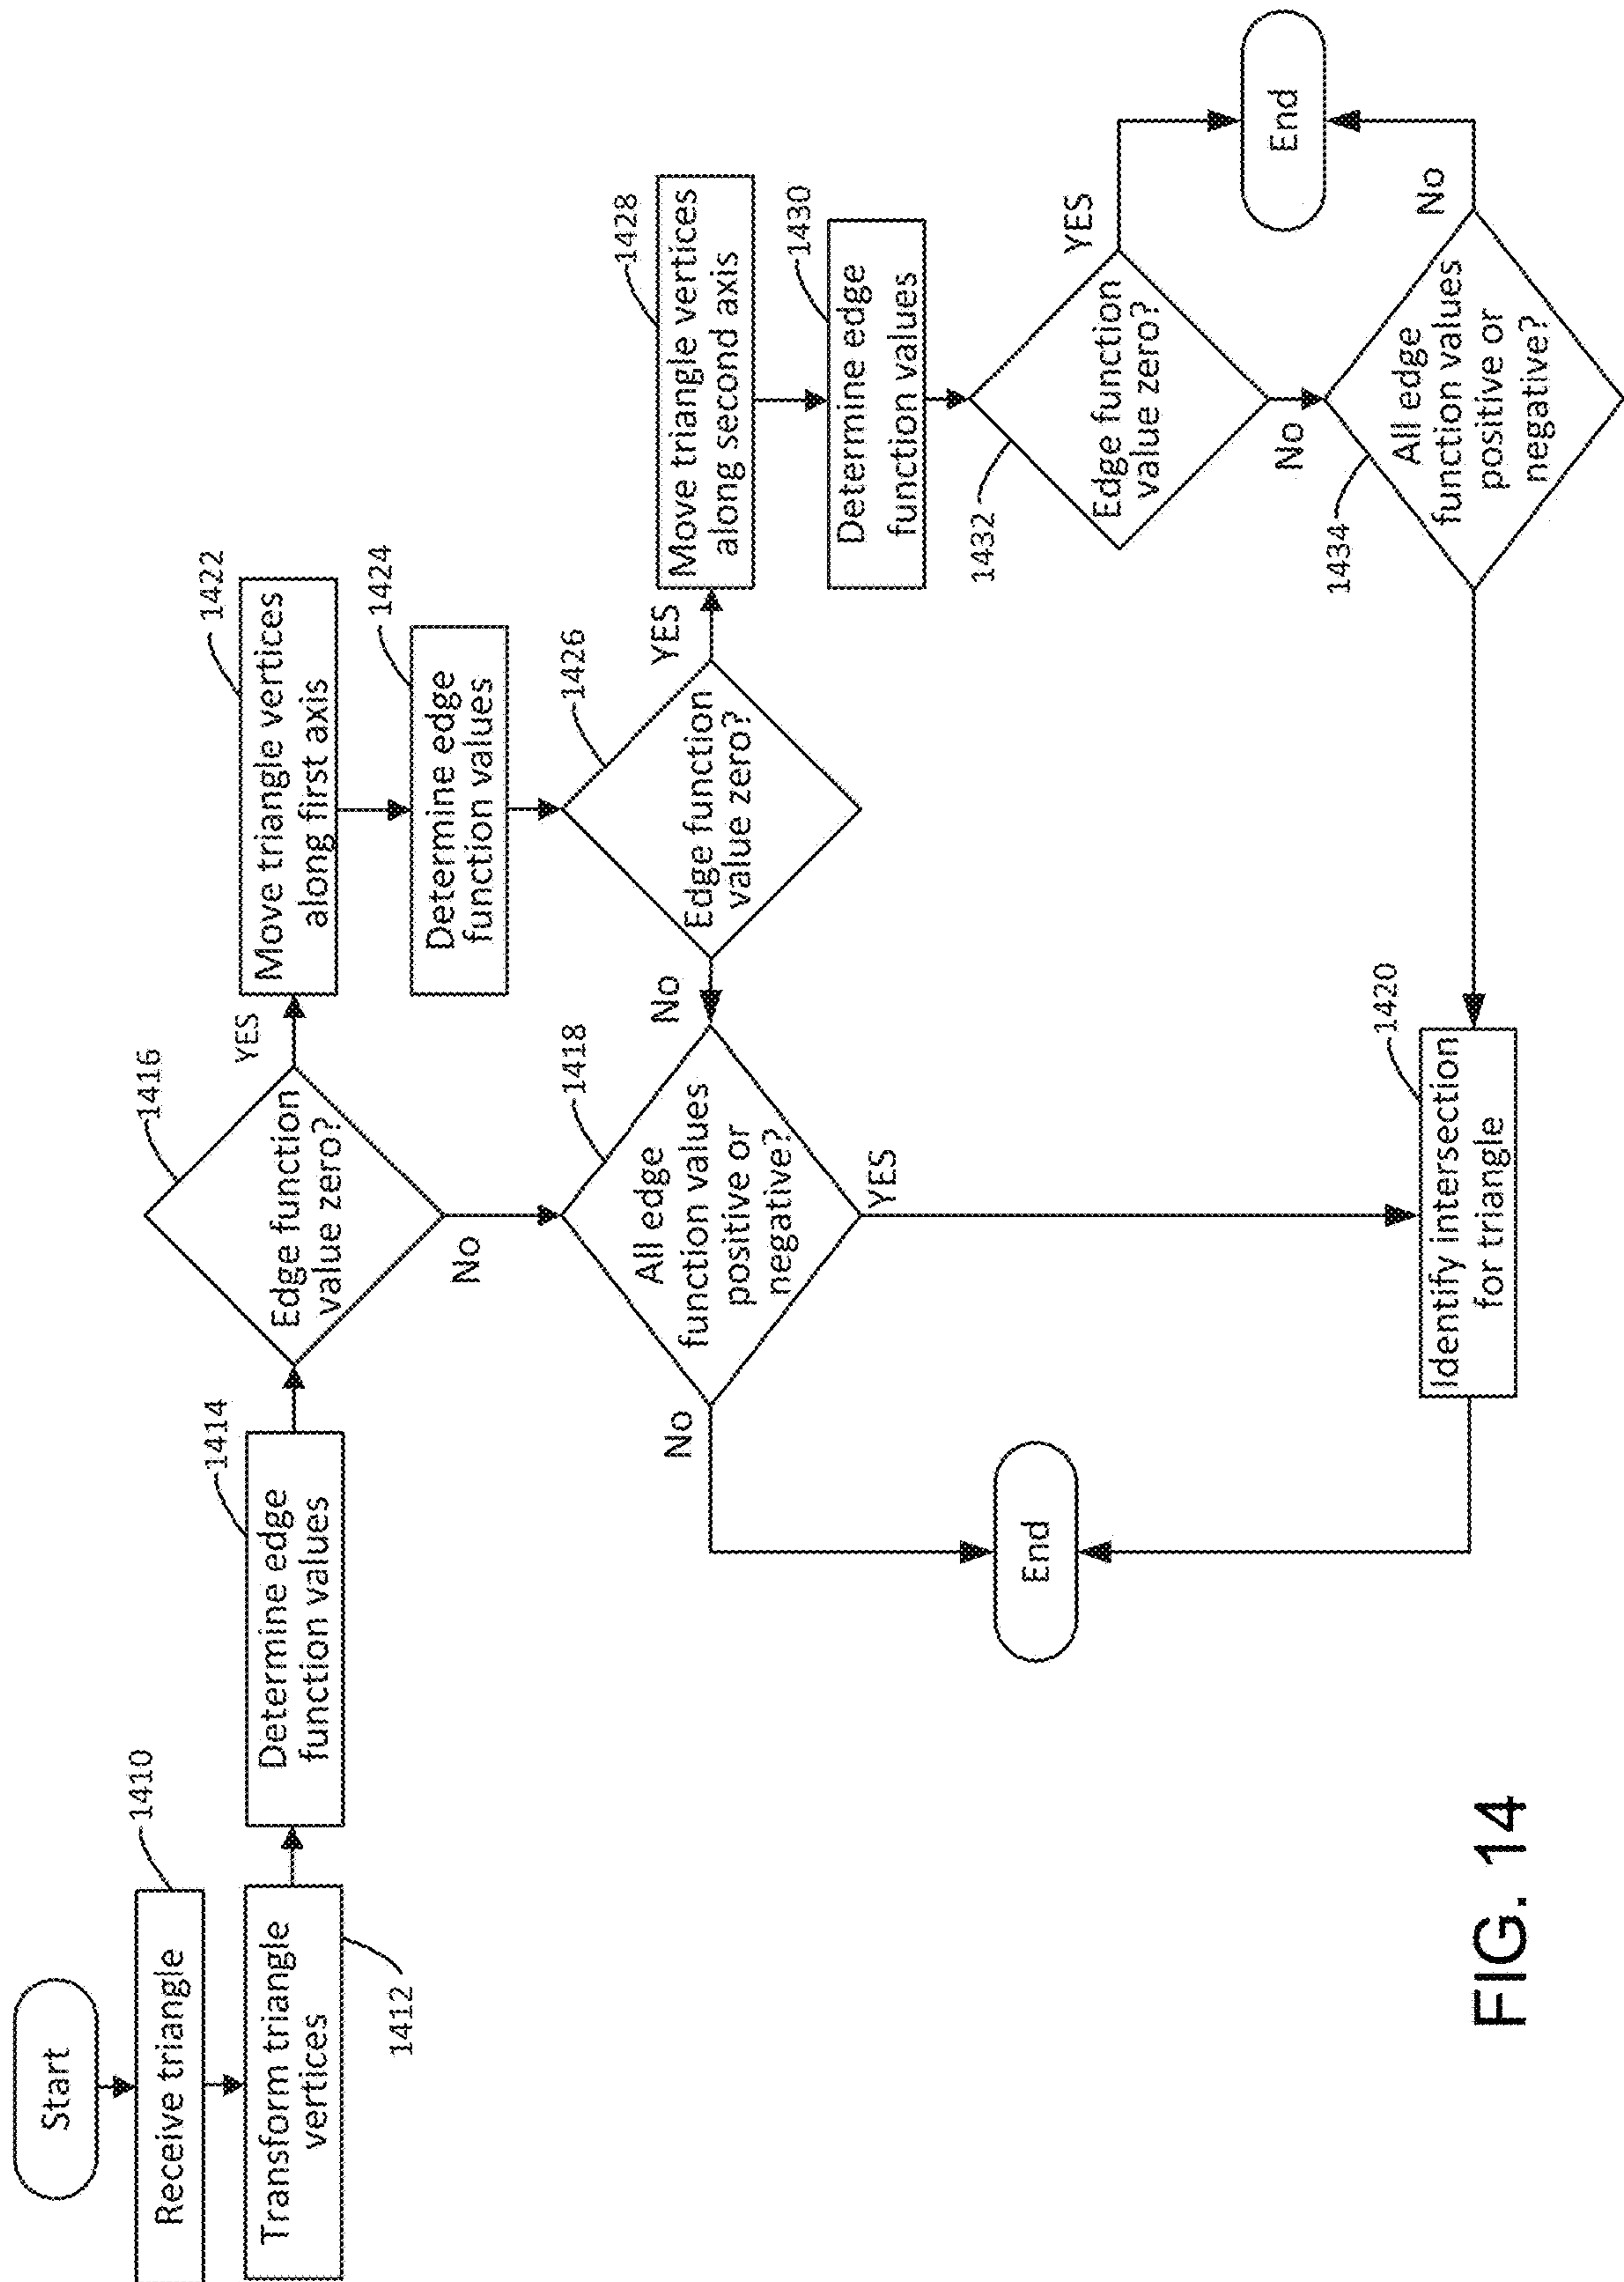 Start
1410
Receive triangle
Transform triangle
vertices
1412
1414
Determine edge
function values
1416
Edge function
value zero?
YES
No
1422
Move triangle vertices
along first axis
1424
Determine edge
function values
1426
Edge function
value zero?
YES
No
1418
All edge
function values
positive or
negative?
No
YES
1428
Move triangle vertices
along second axis
1430
Determine edge
function values
1432
Edge function
value zero?
YES
No
1434
All edge
function values
positive or
negative?
No
End
1420
Identify intersection
for triangle
End
FIG. 14